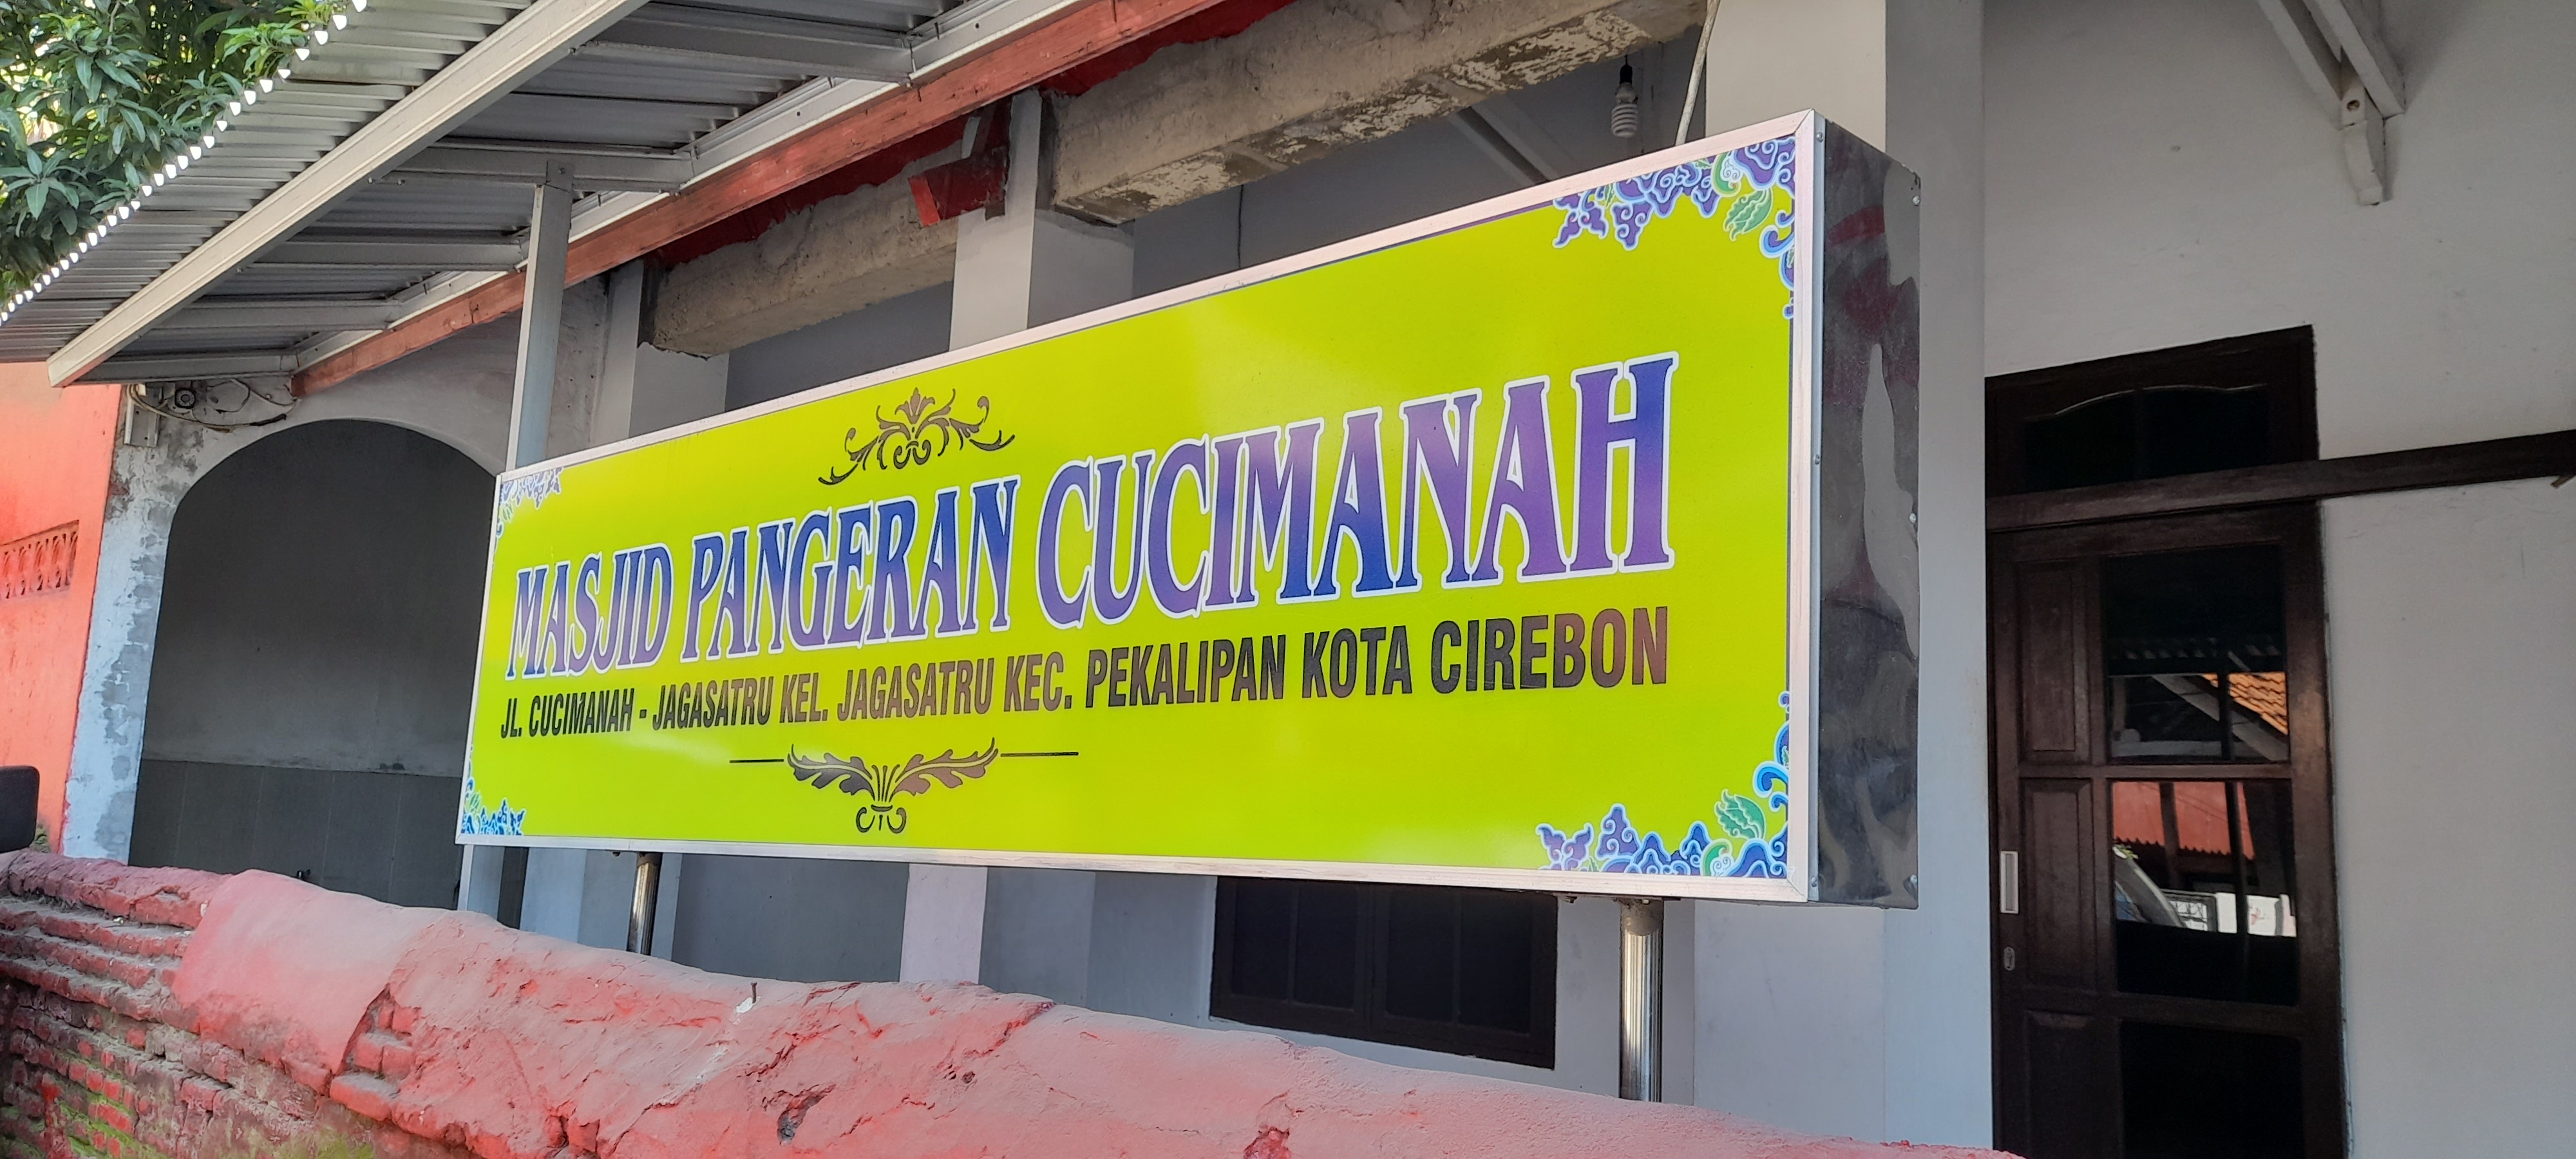 MASJID PANGERAN CUCIMANAH
JL. CUCIMANAH - JAGASATRU KEL. JAGASATRU KEC. PEKALIPAN KOTA CIREBON